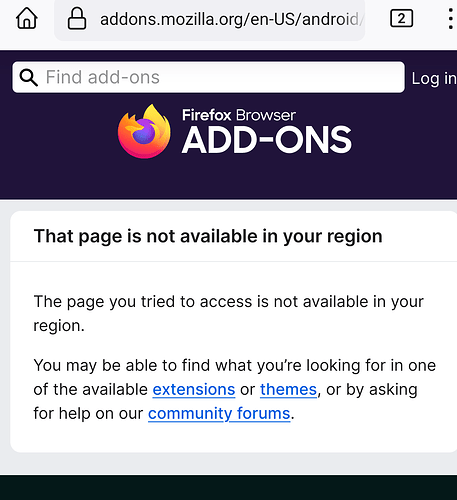 addons.mozilla.org/en-US/android/
2
Find add-ons
Log in
Firefox Browser
ADD-ONS
That page is not available in your region
The page you tried to access is not available in your
region.
You may be able to find what you’re looking for in one
of the available extensions or themes, or by asking
for help on our community forums.